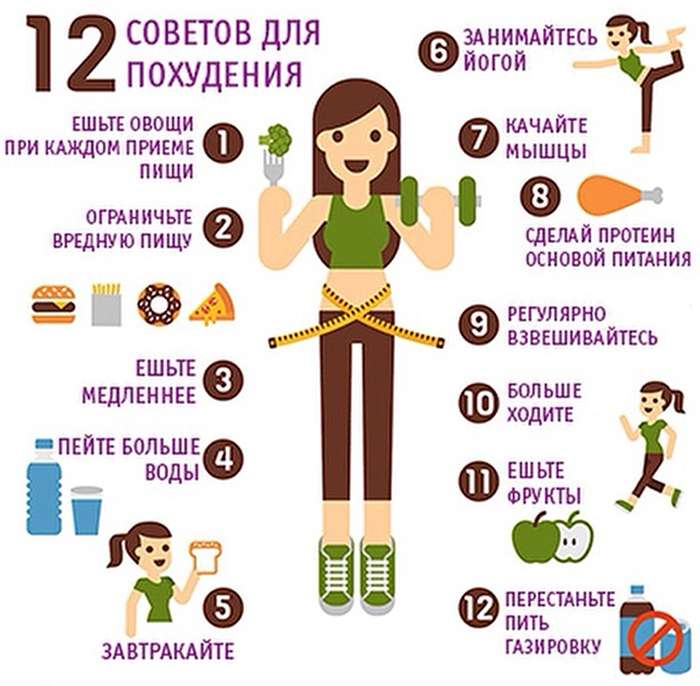 12 СОВЕТОВ ДЛЯ
ПОХУДЕНИЯ
1 ЕШЬТЕ ОВОЩИ
ПРИ КАЖДОМ ПРИЕМЕ
ПИЩИ
2 ОГРАНИЧЬТЕ
ВРЕДНУЮ ПИЩУ
3 ЕШЬТЕ
МЕДЛЕННЕЕ
4 ПЕЙТЕ БОЛЬШЕ
ВОДЫ
5
ЗАВТРАКАЙТЕ
6 ЗАНИМАЙТЕСЬ
ЙОГОЙ
7 КАЧАЙТЕ
МЫШЦЫ
8
СДЕЛАЙ ПРОТЕИН
ОСНОВОЙ ПИТАНИЯ
9 РЕГУЛЯРНО
ВЗВЕШИВАЙТЕСЬ
10 БОЛЬШЕ
ХОДИТЕ
11 ЕШЬТЕ
ФРУКТЫ
12 ПЕРЕСТАНЬТЕ
ПИТЬ
ГАЗИРОВКУ